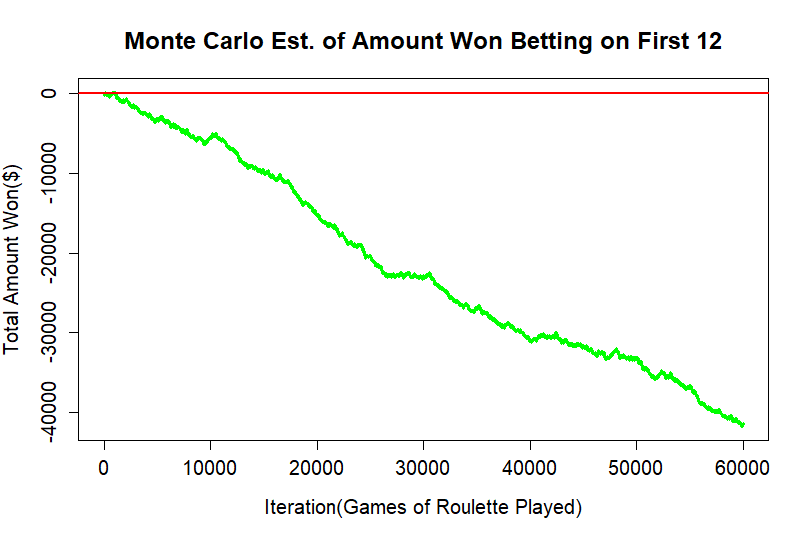 Monte Carlo Est. of Amount Won Betting on First 12
Total Amount Won($)
0
-10000
-20000
-30000
-40000
0 10000 20000 30000 40000 50000 60000
Iteration(Games of Roulette Played)